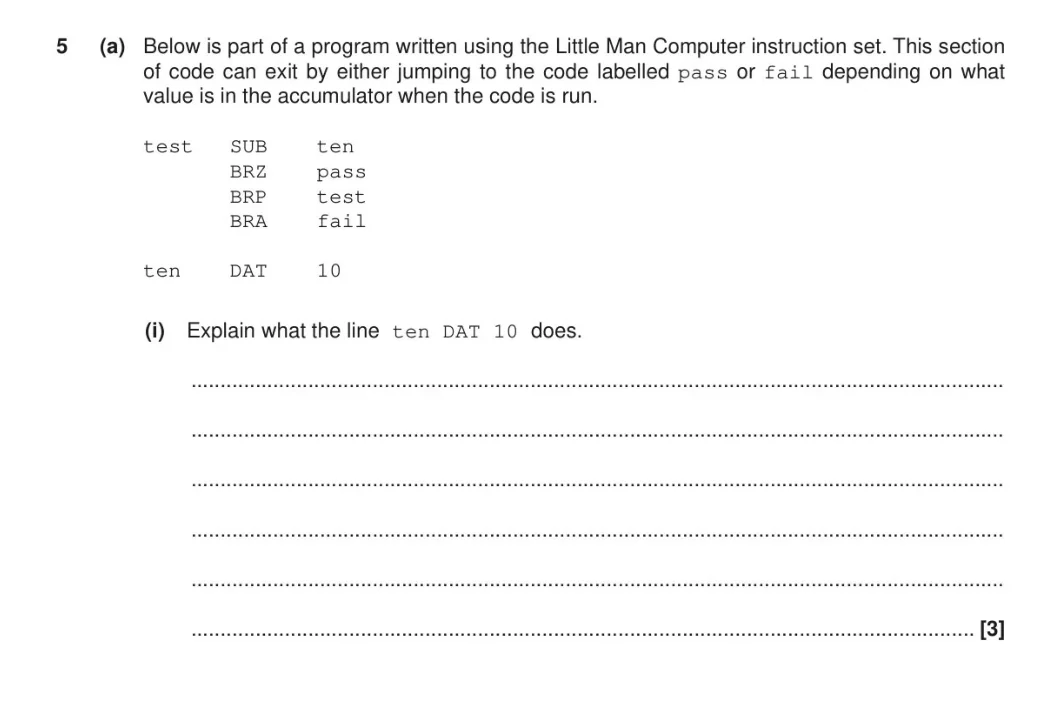 5 (a) Below is part of a program written using the Little Man Computer instruction set. This section
of code can exit by either jumping to the code labelled pass or fail depending on what
value is in the accumulator when the code is run.
test SUB ten
BRZ pass
BRP test
BRA fail
ten DAT 10
(i) Explain what the line ten DAT 10 does.
[3]